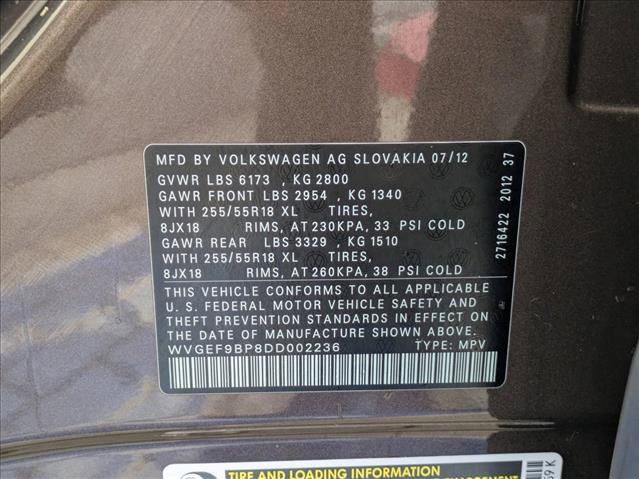 MFD BY VOLKSWAGEN AG SLOVAKIA 07/12
GVWR LBS 6173 , KG 2800
GAWR FRONT LBS 2954 , KG 1340
WITH 255/55R18 XL TIRES,
8JX18 RIMS, AT 230KPA, 33 PSI COLD
GAWR REAR LBS 3329 , KG 1510
WITH 255/55R18 XL TIRES,
8JX18 RIMS, AT 260KPA, 38 PSI COLD
THIS VEHICLE CONFORMS TO ALL APPLICABLE
U. S. FEDERAL MOTOR VEHICLE SAFETY AND
THEFT PREVENTION STANDARDS IN EFFECT ON
THE DATE OF MANUFACTURE SHOWN ABOVE.
WVGEF9BP8DD002236 TYPE: MPV
2716422 2012 37
TIRE AND LOADING INFORMATION